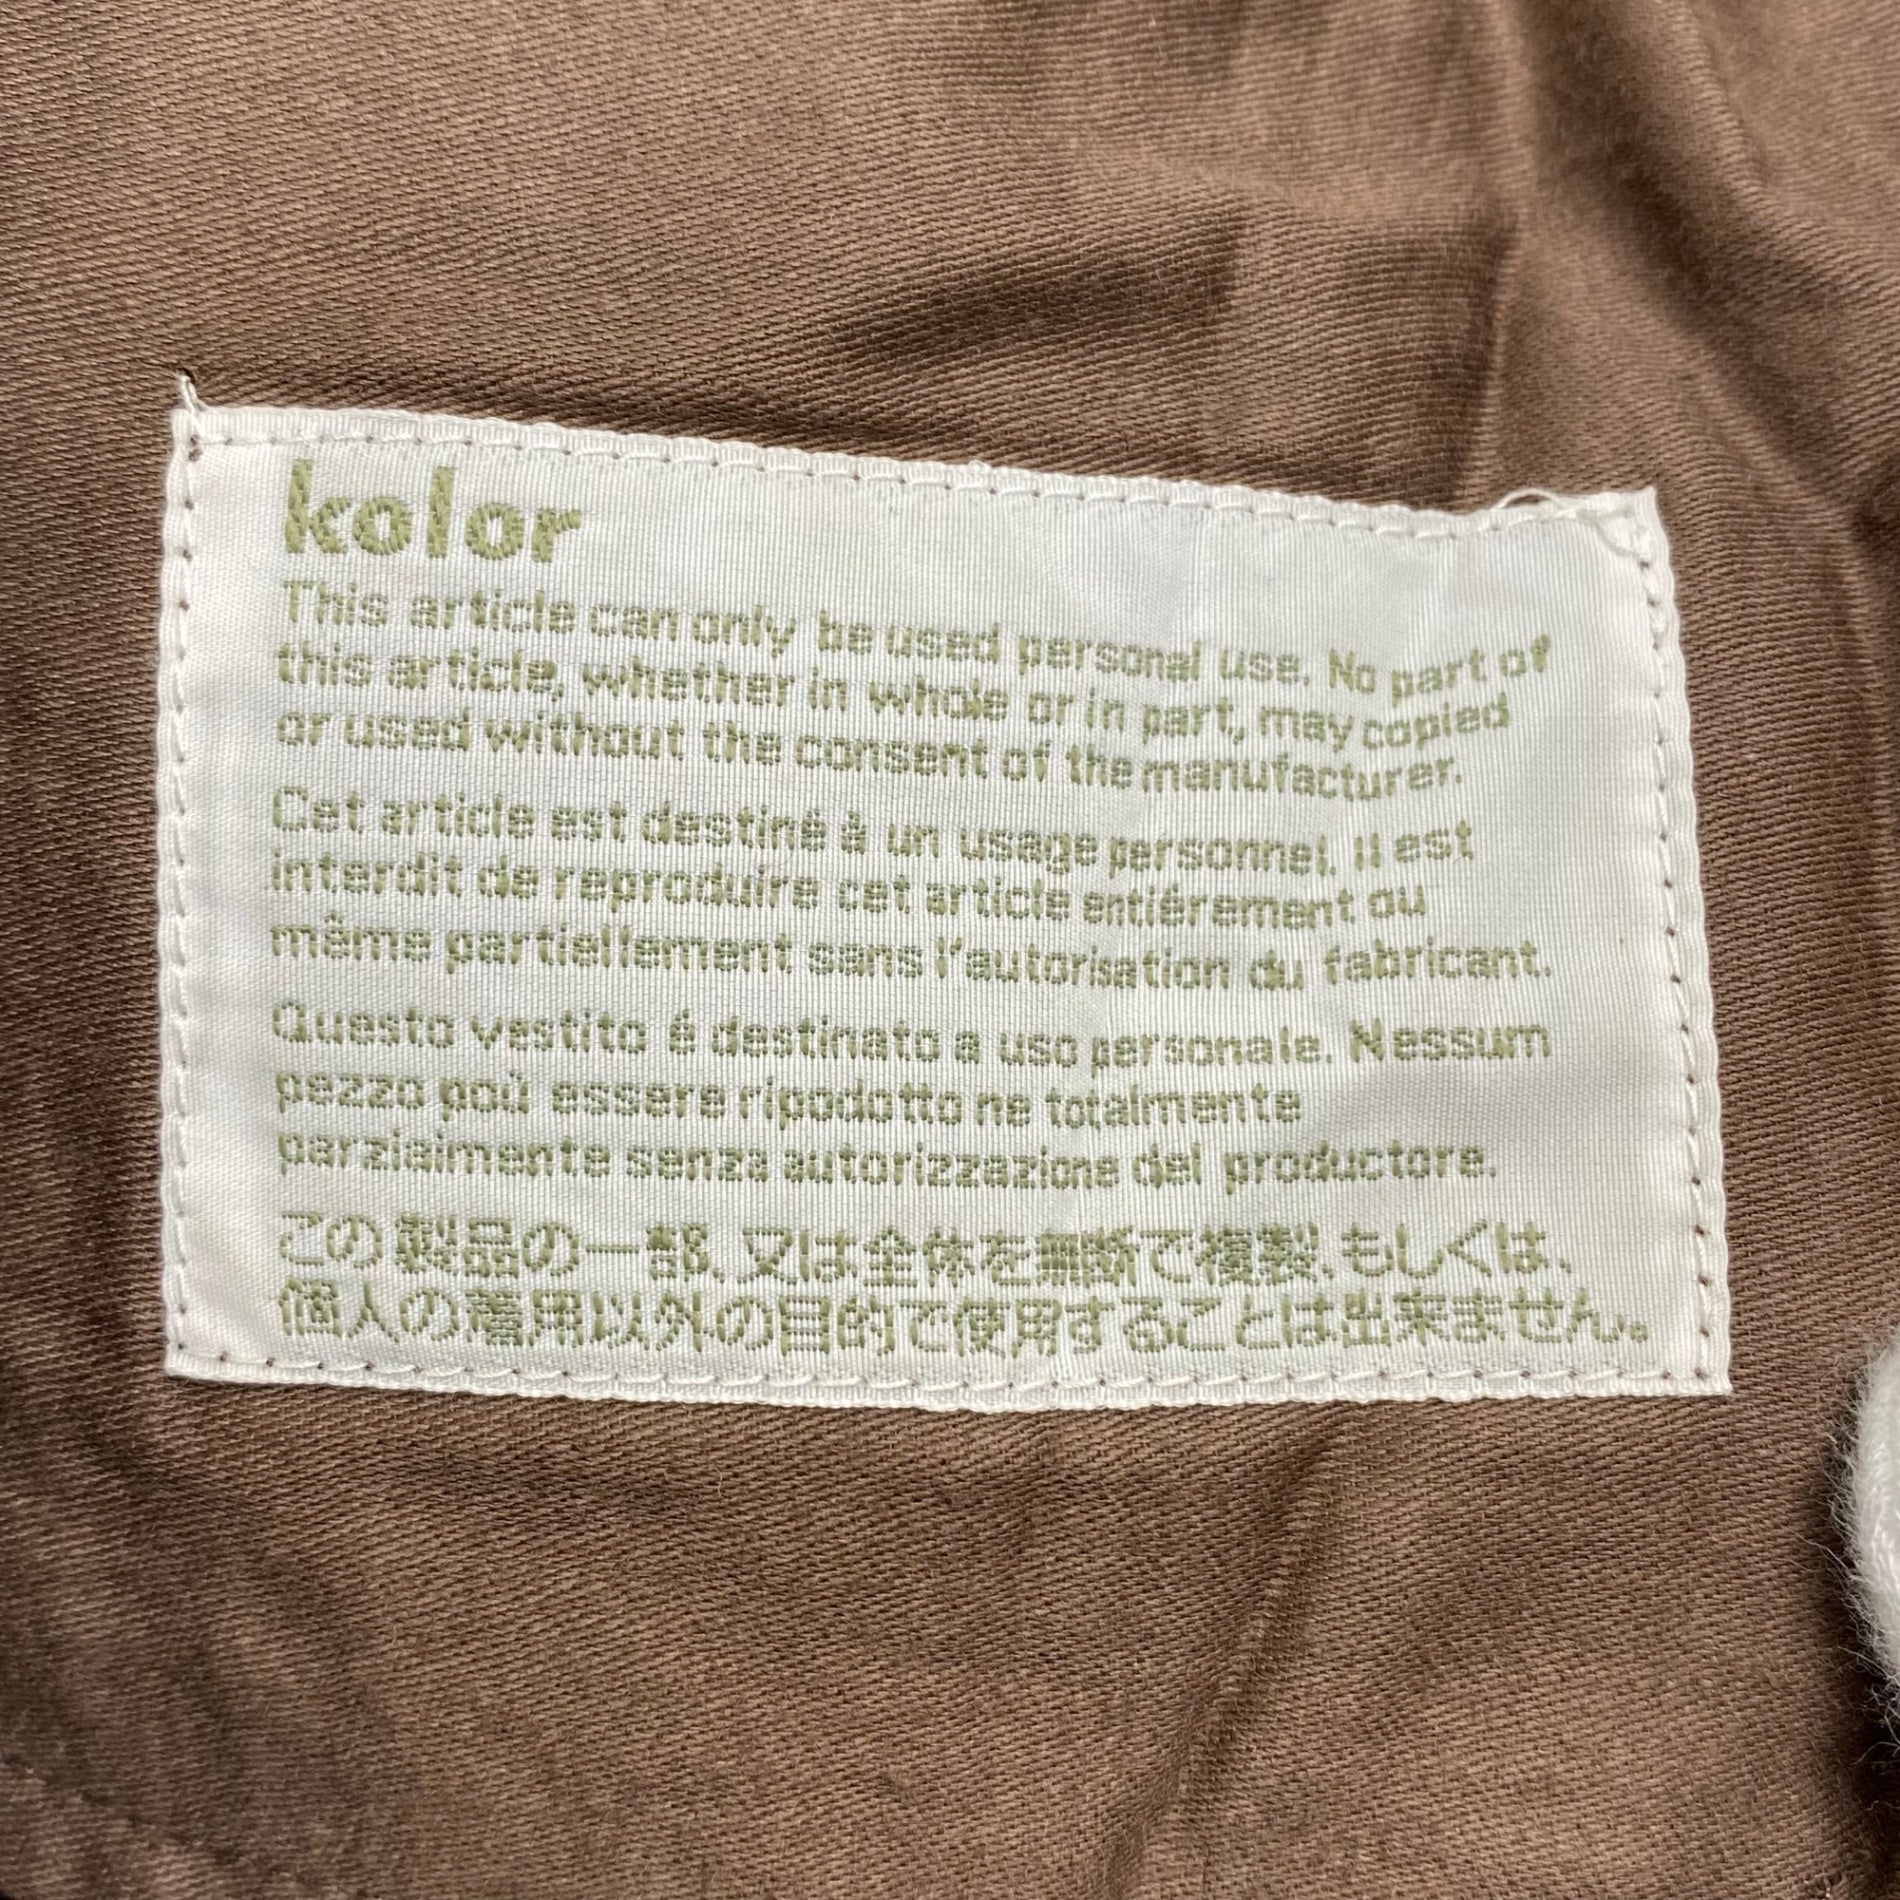 kolor
This article can only be used personal use. No part of
this article, whether in whole or in part, may copied
or used without the consent of the manufacturer.
Cet article est destiné à un usage personnel. Il est
interdit de reproduire cet article entiérement ou
même partiellement sans l'autorisation du fabricant.
Questo vestito é destinato a uso personale. Nessum
pezzo poú essere ripodotto ne totalmente
parzialmente senza autorizzazione del productore.
この製品の一部、又は全体を無断で複製、もしくは、
個人の着用以外の目的で使用することは出来ません。